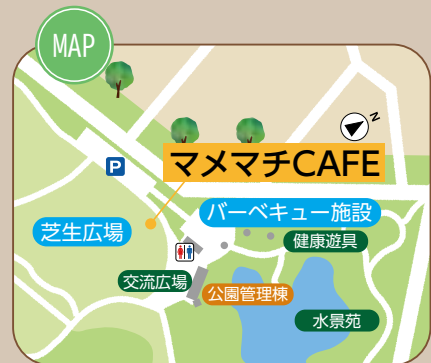 MAP
N
マメマチCAFE
P
バーベキュー施設
芝生広場
健康遊具
交流広場
公園管理棟
水景苑